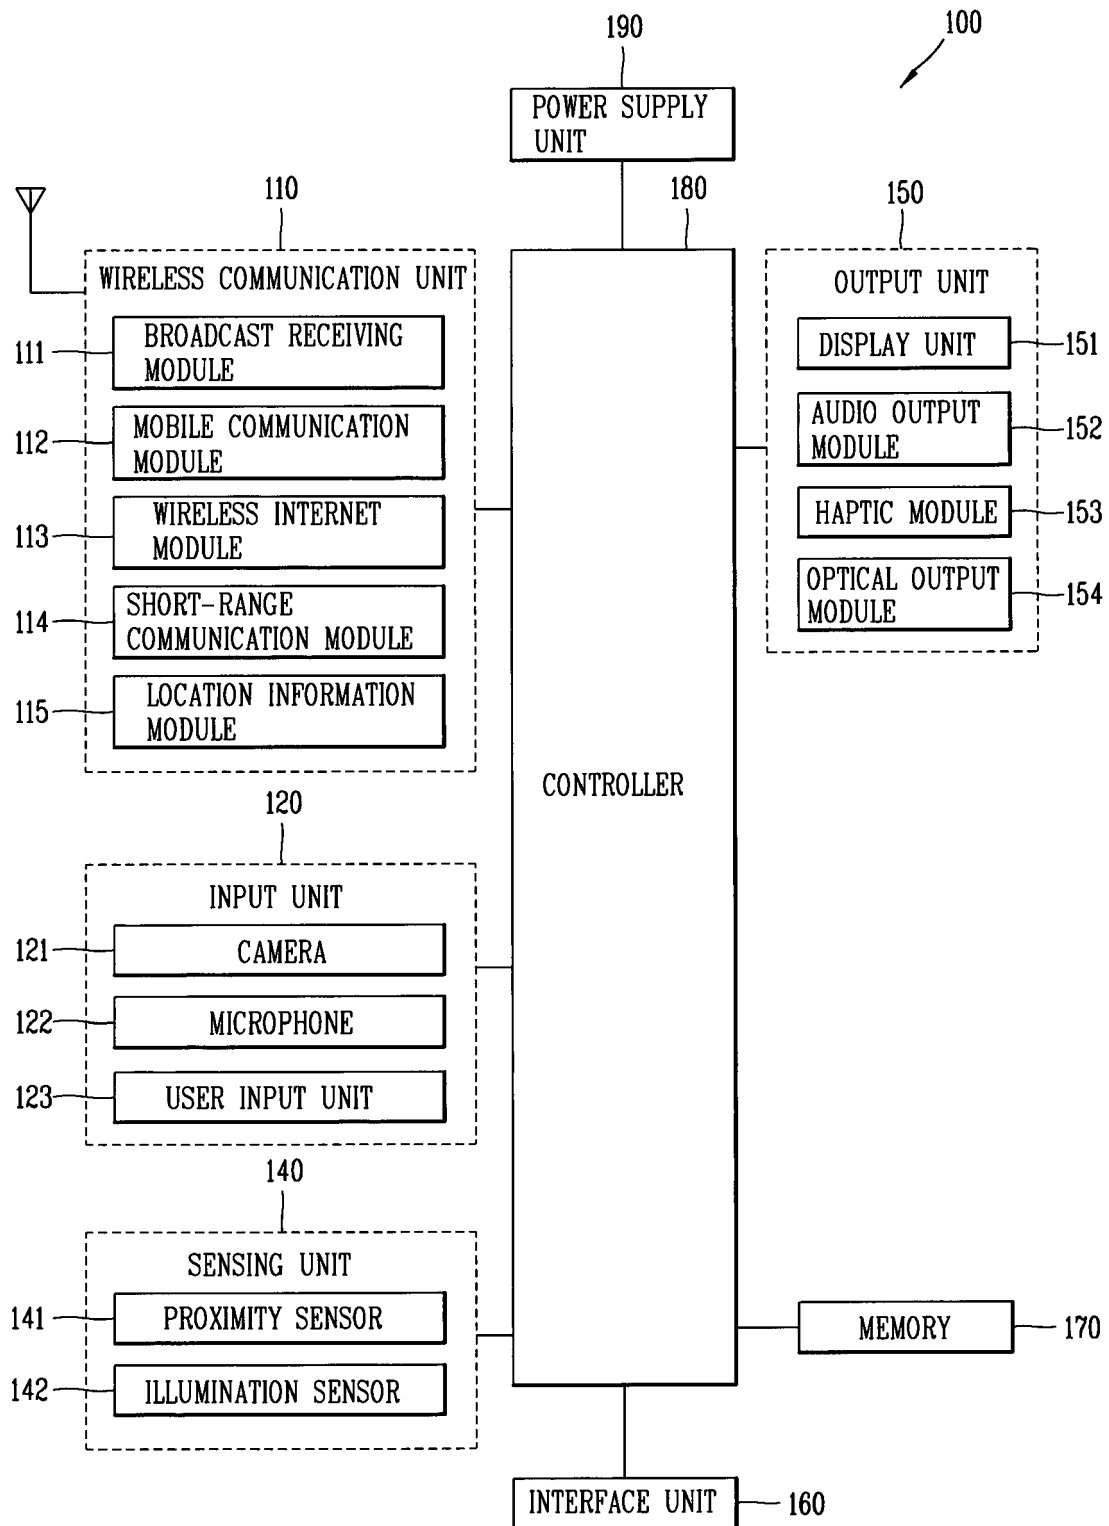 190
100
POWER SUPPLY
UNIT
110
180
150
WIRELESS COMMUNICATION UNIT
111
BROADCAST RECEIVING
MODULE
112
MOBILE COMMUNICATION
MODULE
113
WIRELESS INTERNET
MODULE
114
SHORT-RANGE
COMMUNICATION MODULE
115
LOCATION INFORMATION
MODULE
120
INPUT UNIT
121
CAMERA
122
MICROPHONE
123
USER INPUT UNIT
140
SENSING UNIT
141
PROXIMITY SENSOR
142
ILLUMINATION SENSOR
CONTROLLER
OUTPUT UNIT
DISPLAY UNIT
151
AUDIO OUTPUT
MODULE
152
HAPTIC MODULE
153
OPTICAL OUTPUT
MODULE
154
MEMORY
170
INTERFACE UNIT
160